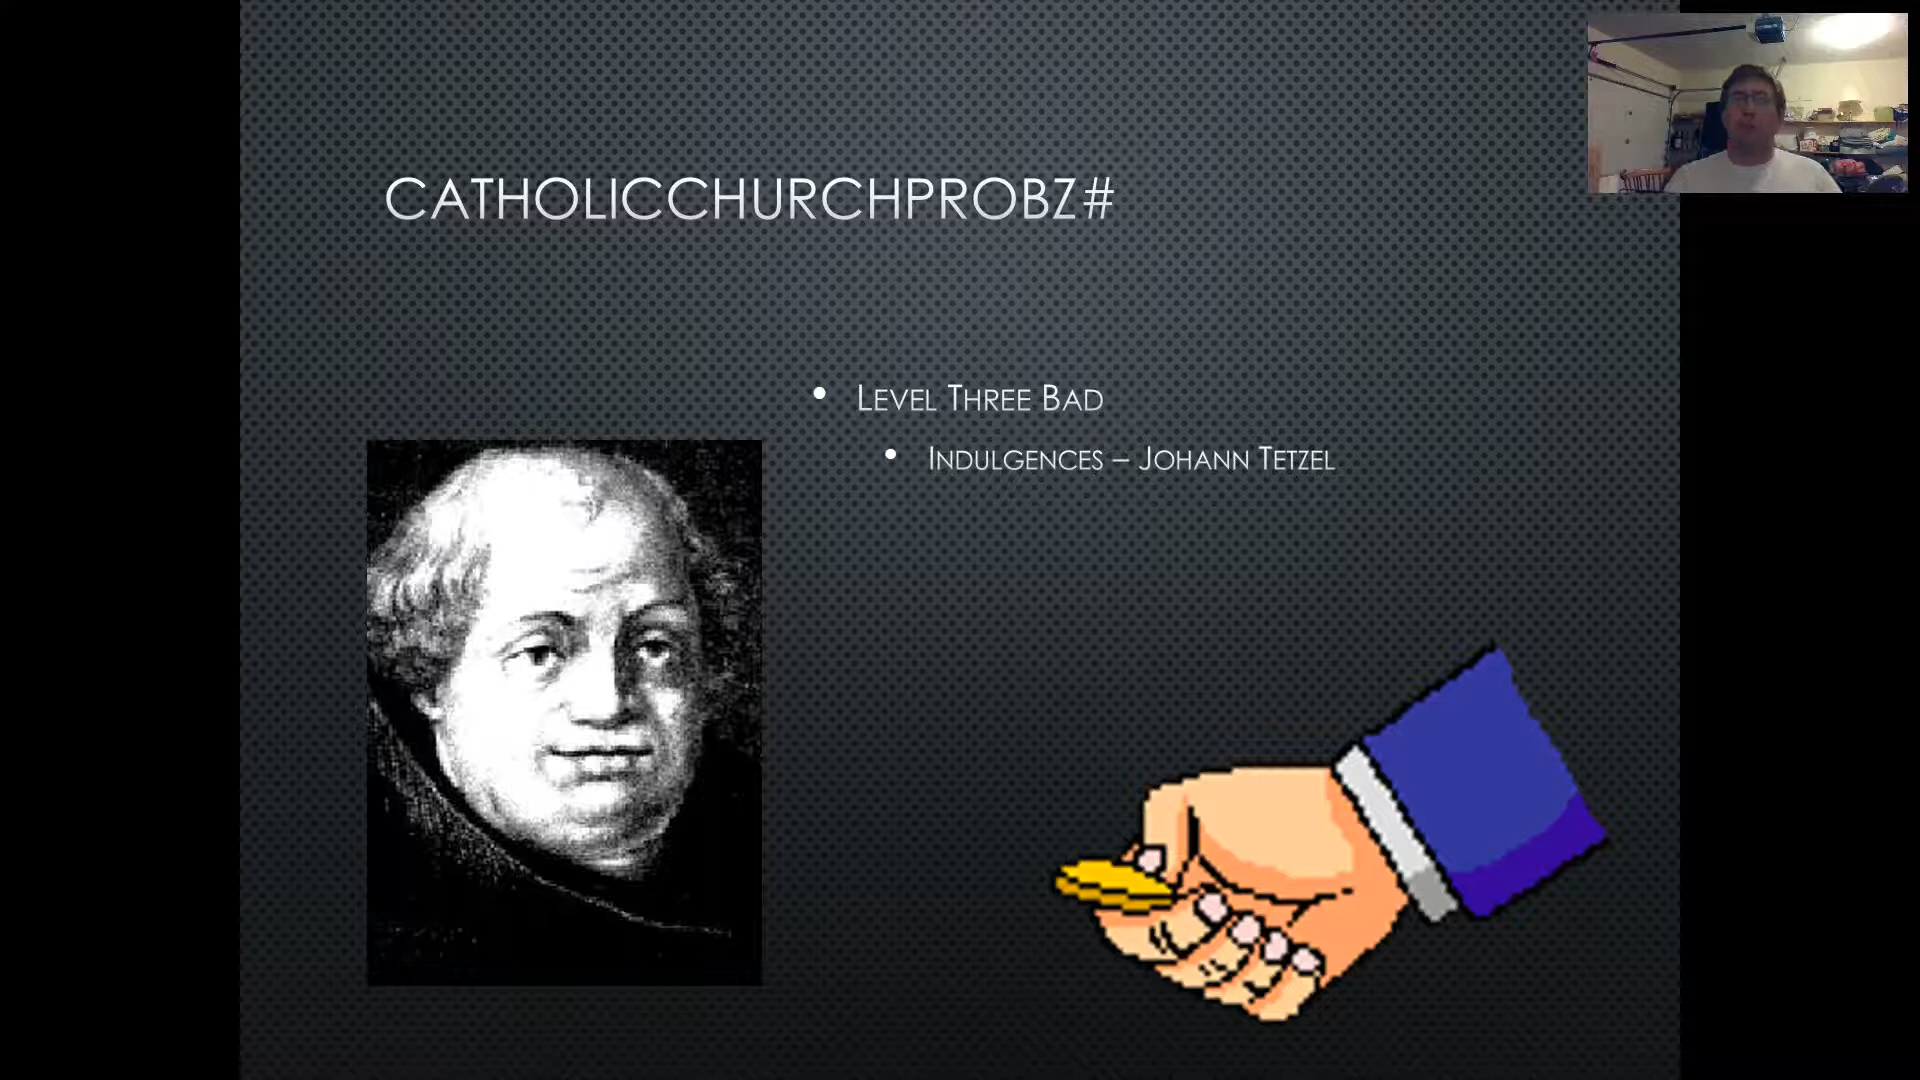 CATHOLICCHURCHPROBZ#
• LEVEL THREE BAD
• INDULGENCES – JOHANN TETZEL